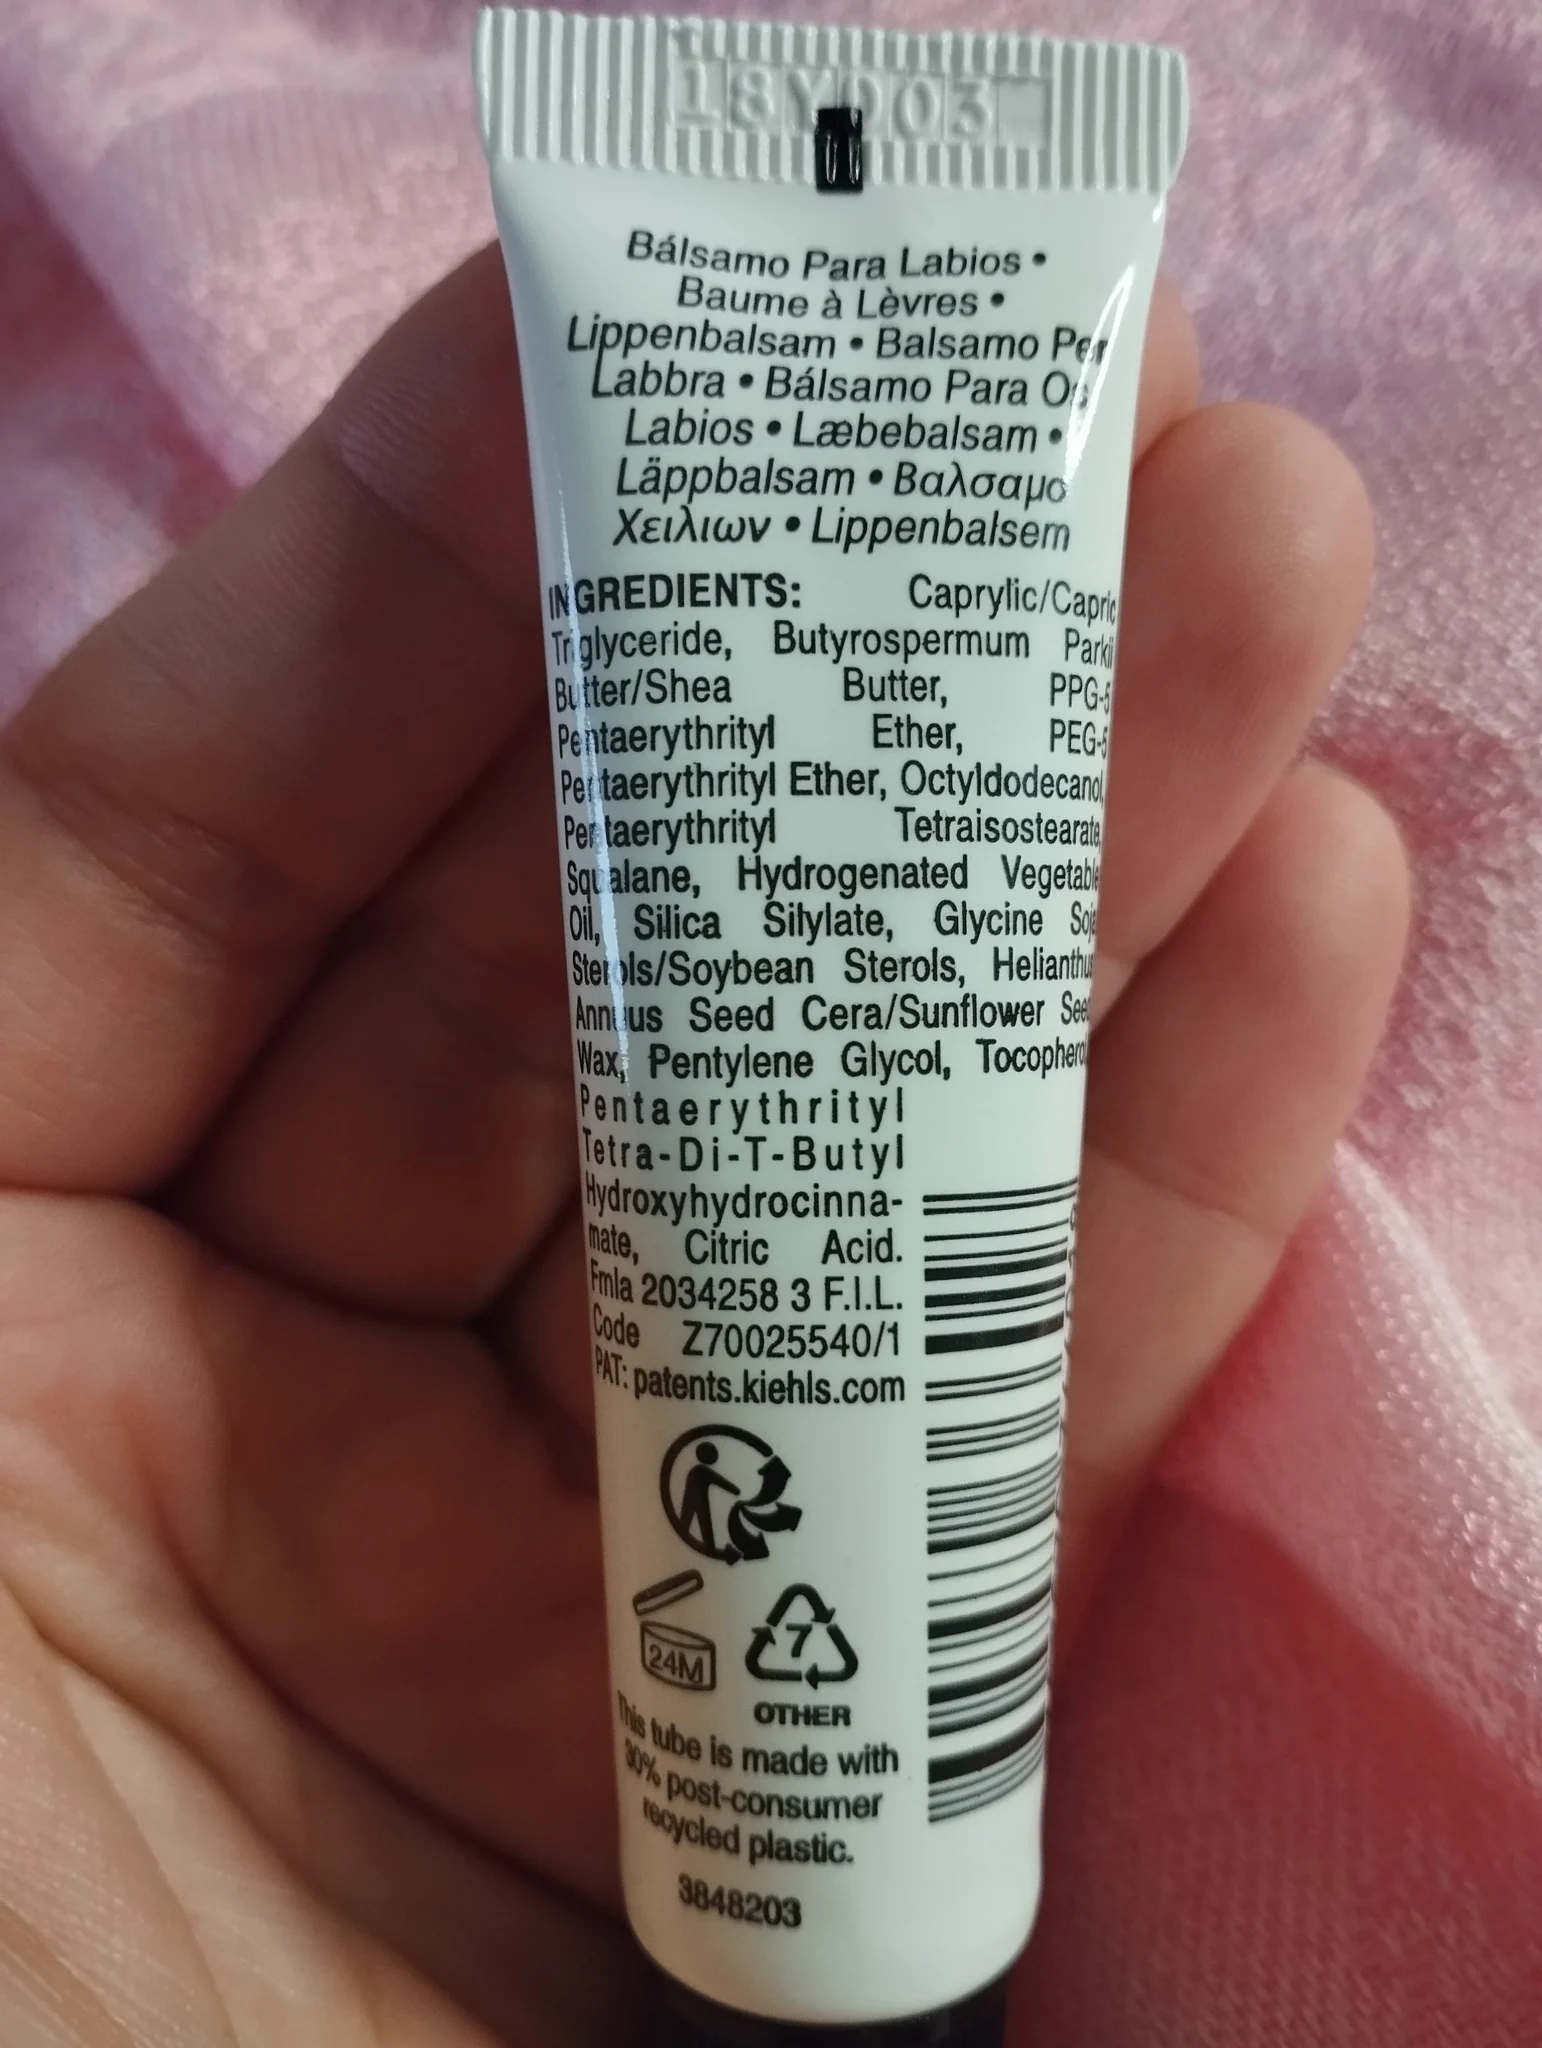 18Y003
Bálsamo Para Labios •
Baume à Lèvres •
Lippenbalsam • Balsamo Per
Labbra • Bálsamo Para Os
Labios • Læbebalsam •
Läppbalsam • Βαλσαμο
Χειλιων • Lippenbalsem
INGREDIENTS: Caprylic/Capric
Triglyceride, Butyrospermum Parkii
Butter/Shea Butter, PPG-5
Pentaerythrityl Ether, PEG-5
Pentaerythrityl Ether, Octyldodecanol,
Pentaerythrityl Tetraisostearate,
Squalane, Hydrogenated Vegetable
Oil, Silica Silylate, Glycine Soja
Sterols/Soybean Sterols, Helianthus
Annuus Seed Cera/Sunflower Seed
Wax, Pentylene Glycol, Tocopherol,
Pentaerythrityl
Tetra-Di-T-Butyl
Hydroxyhydrocinna-
mate, Citric Acid.
Fmla 2034258 3 F.I.L.
Code Z70025540/1
PAT: patents.kiehls.com
24M
7
OTHER
This tube is made with
30% post-consumer
recycled plastic.
3848203